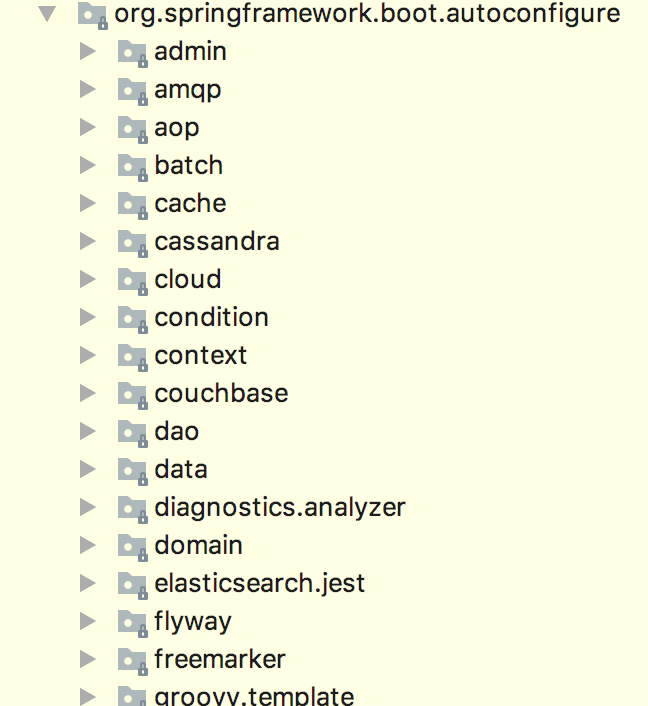 org.springframework.boot.autoconfigure
admin
amqp
aop
batch
cache
cassandra
cloud
condition
context
couchbase
dao
data
diagnostics.analyzer
domain
elasticsearch.jest
flyway
freemarker
groovy.template